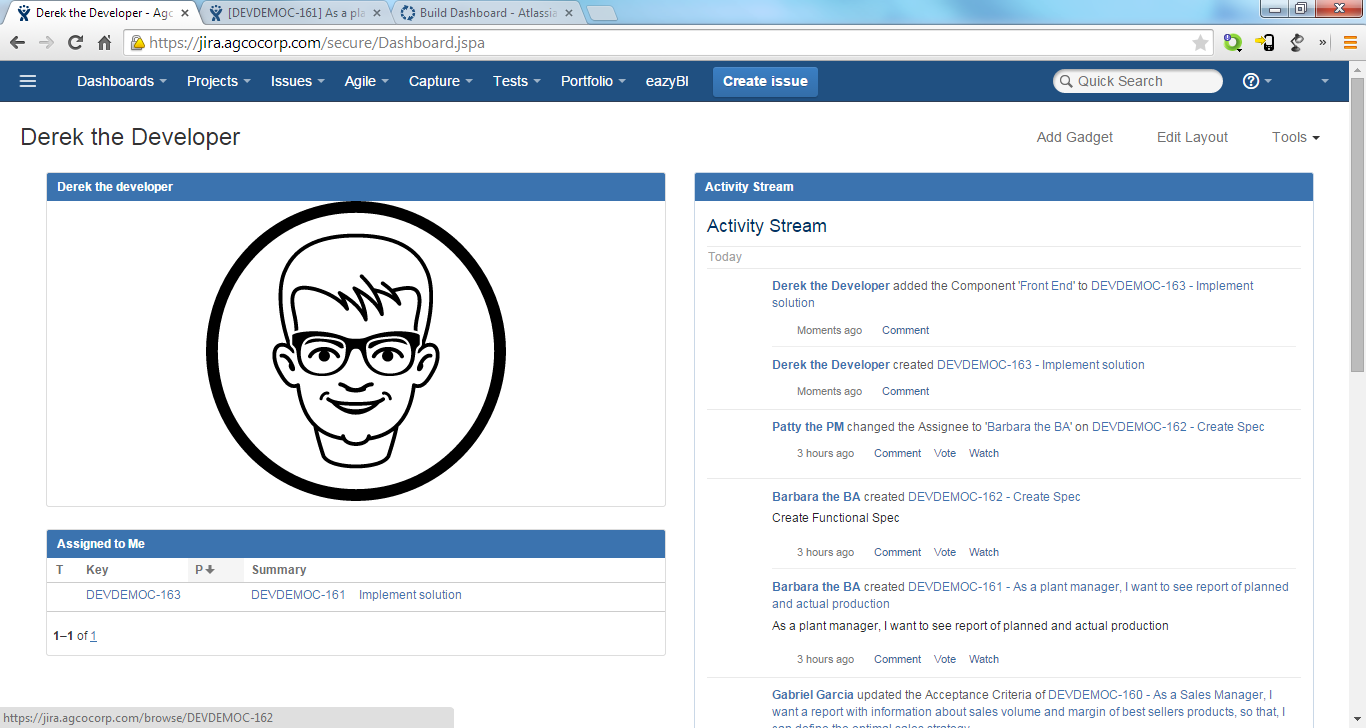 Derek the Developer - Agc
[DEVDEMOC-161] As a pla
Build Dashboard - Atlassia
https://jira.agcocorp.com/secure/Dashboard.jspa
Dashboards Projects Issues Agile Capture Tests Portfolio eazyBI Create issue Quick Search
Derek the Developer
Add Gadget Edit Layout Tools
Derek the developer
Assigned to Me
T Key P Summary
DEVDEMOC-163 DEVDEMOC-161 Implement solution
1–1 of 1
Activity Stream
Activity Stream
Today
Derek the Developer added the Component 'Front End' to DEVDEMOC-163 - Implement
solution
Moments ago Comment
Derek the Developer created DEVDEMOC-163 - Implement solution
Moments ago Comment
Patty the PM changed the Assignee to 'Barbara the BA' on DEVDEMOC-162 - Create Spec
3 hours ago Comment Vote Watch
Barbara the BA created DEVDEMOC-162 - Create Spec
Create Functional Spec
3 hours ago Comment Vote Watch
Barbara the BA created DEVDEMOC-161 - As a plant manager, I want to see report of planned
and actual production
As a plant manager, I want to see report of planned and actual production
3 hours ago Comment Vote Watch
Gabriel Garcia updated the Acceptance Criteria of DEVDEMOC-160 - As a Sales Manager, I
want a report with information about sales volume and margin of best sellers products, so that, I
can define the optimal sales strategy
https://jira.agcocorp.com/browse/DEVDEMOC-162